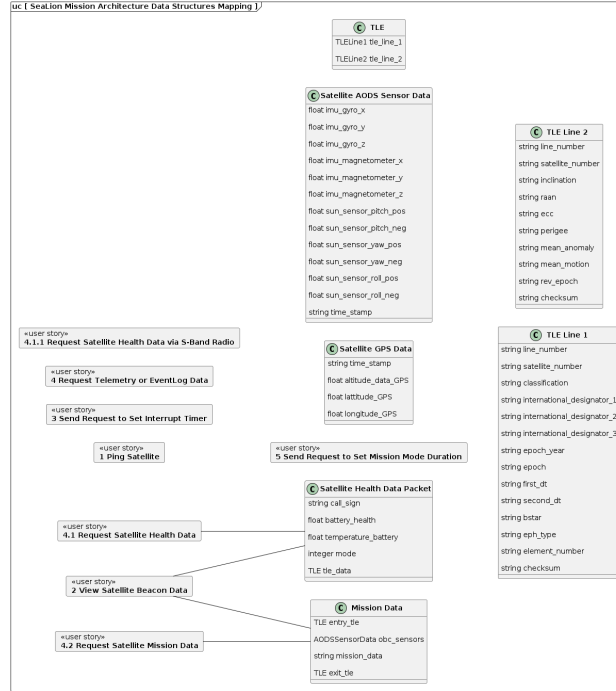 uc [ SeaLion Mission Architecture Data Structures Mapping ]
C TLE
TLELine1 tle_line_1
TLELine2 tle_line_2
C Satellite AODS Sensor Data
float imu_gyro_x
float imu_gyro_y
float imu_gyro_z
float imu_magnetometer_x
float imu_magnetometer_y
float imu_magnetometer_z
float sun_sensor_pitch_pos
float sun_sensor_pitch_neg
float sun_sensor_yaw_pos
float sun_sensor_yaw_neg
float sun_sensor_roll_pos
float sun_sensor_roll_neg
string time_stamp
C TLE Line 2
string line_number
string satellite_number
string inclination
string raan
string ecc
string perigee
string mean_anomaly
string mean_motion
string rev_epoch
string checksum
«user story»
4.1.1 Request Satellite Health Data via S-Band Radio
«user story»
4 Request Telemetry or EventLog Data
«user story»
3 Send Request to Set Interrupt Timer
«user story»
1 Ping Satellite
C Satellite GPS Data
string time_stamp
float altitude_data_GPS
float lattitude_GPS
float longitude_GPS
«user story»
5 Send Request to Set Mission Mode Duration
C TLE Line 1
string line_number
string satellite_number
string classification
string international_designator_1
string international_designator_2
string international_designator_3
string epoch_year
string epoch
string first_dt
string second_dt
string bstar
string eph_type
string element_number
string checksum
C Satellite Health Data Packet
string call_sign
float battery_health
float temperature_battery
integer mode
TLE tle_data
«user story»
4.1 Request Satellite Health Data
«user story»
2 View Satellite Beacon Data
«user story»
4.2 Request Satellite Mission Data
C Mission Data
TLE entry_tle
AODSSensorData obc_sensors
string mission_data
TLE exit_tle